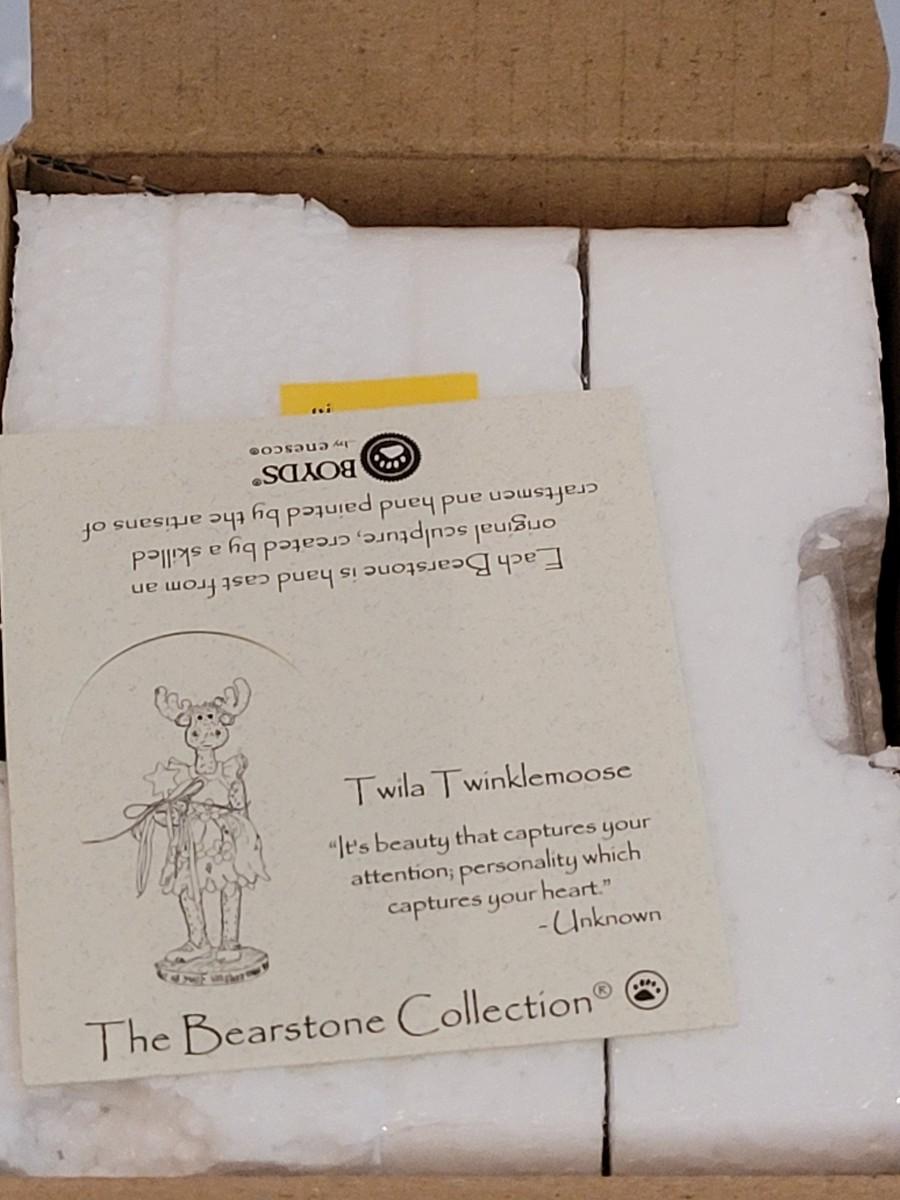 Each Bearstone is hand cast from an
original sculpture, created by a skilled
craftsmen and hand painted by the artisans of
BOYDS®
...by enesco®
Twila Twinklemoose
"It's beauty that captures your
attention; personality which
captures your heart."
- Unknown
The Bearstone Collection®